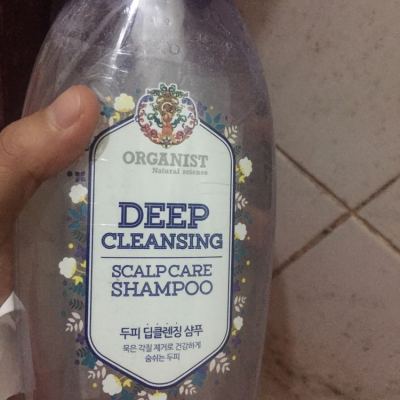 ORGANIST
Natural science
DEEP
CLEANSING
SCALP CARE
SHAMPOO
두피 딥클렌징 샴푸
묵은 각질 제거로 건강하게
숨쉬는 두피